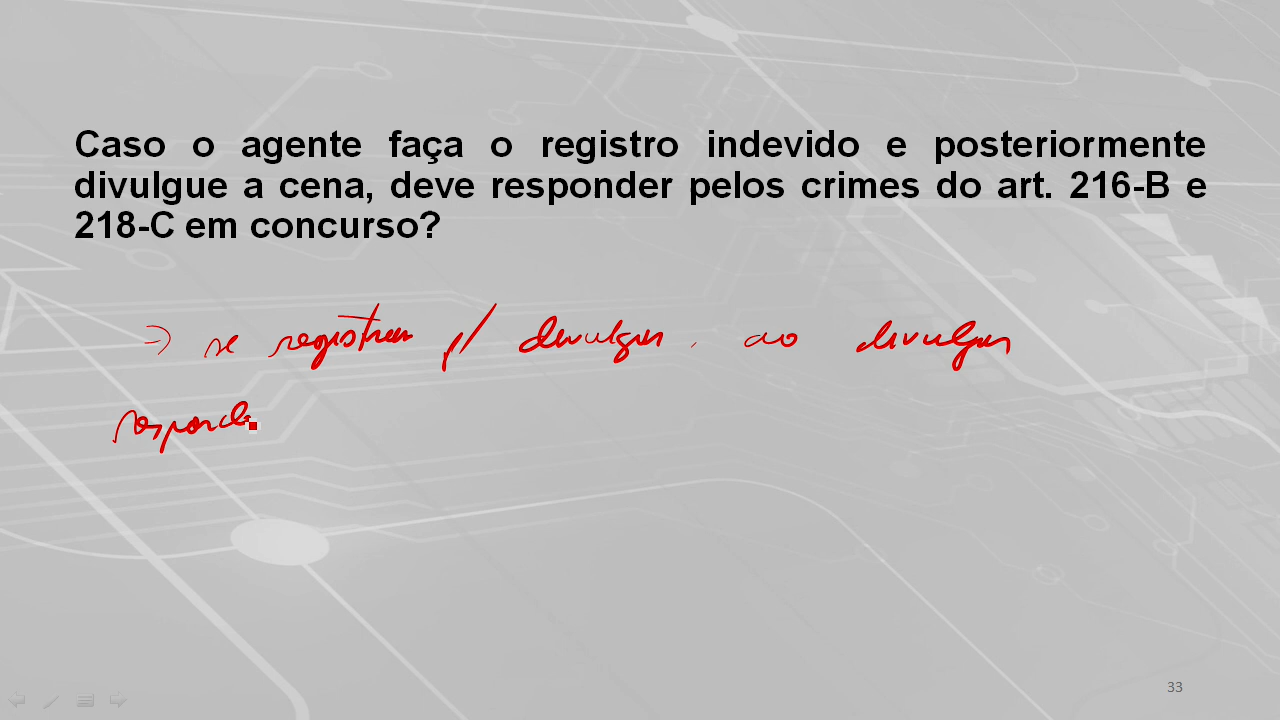 Caso o agente faça o registro indevido e posteriormente
divulgue a cena, deve responder pelos crimes do art. 216-B e
218-C em concurso?
→ se registrar p/ divulgar, ao divulgar
responde
33